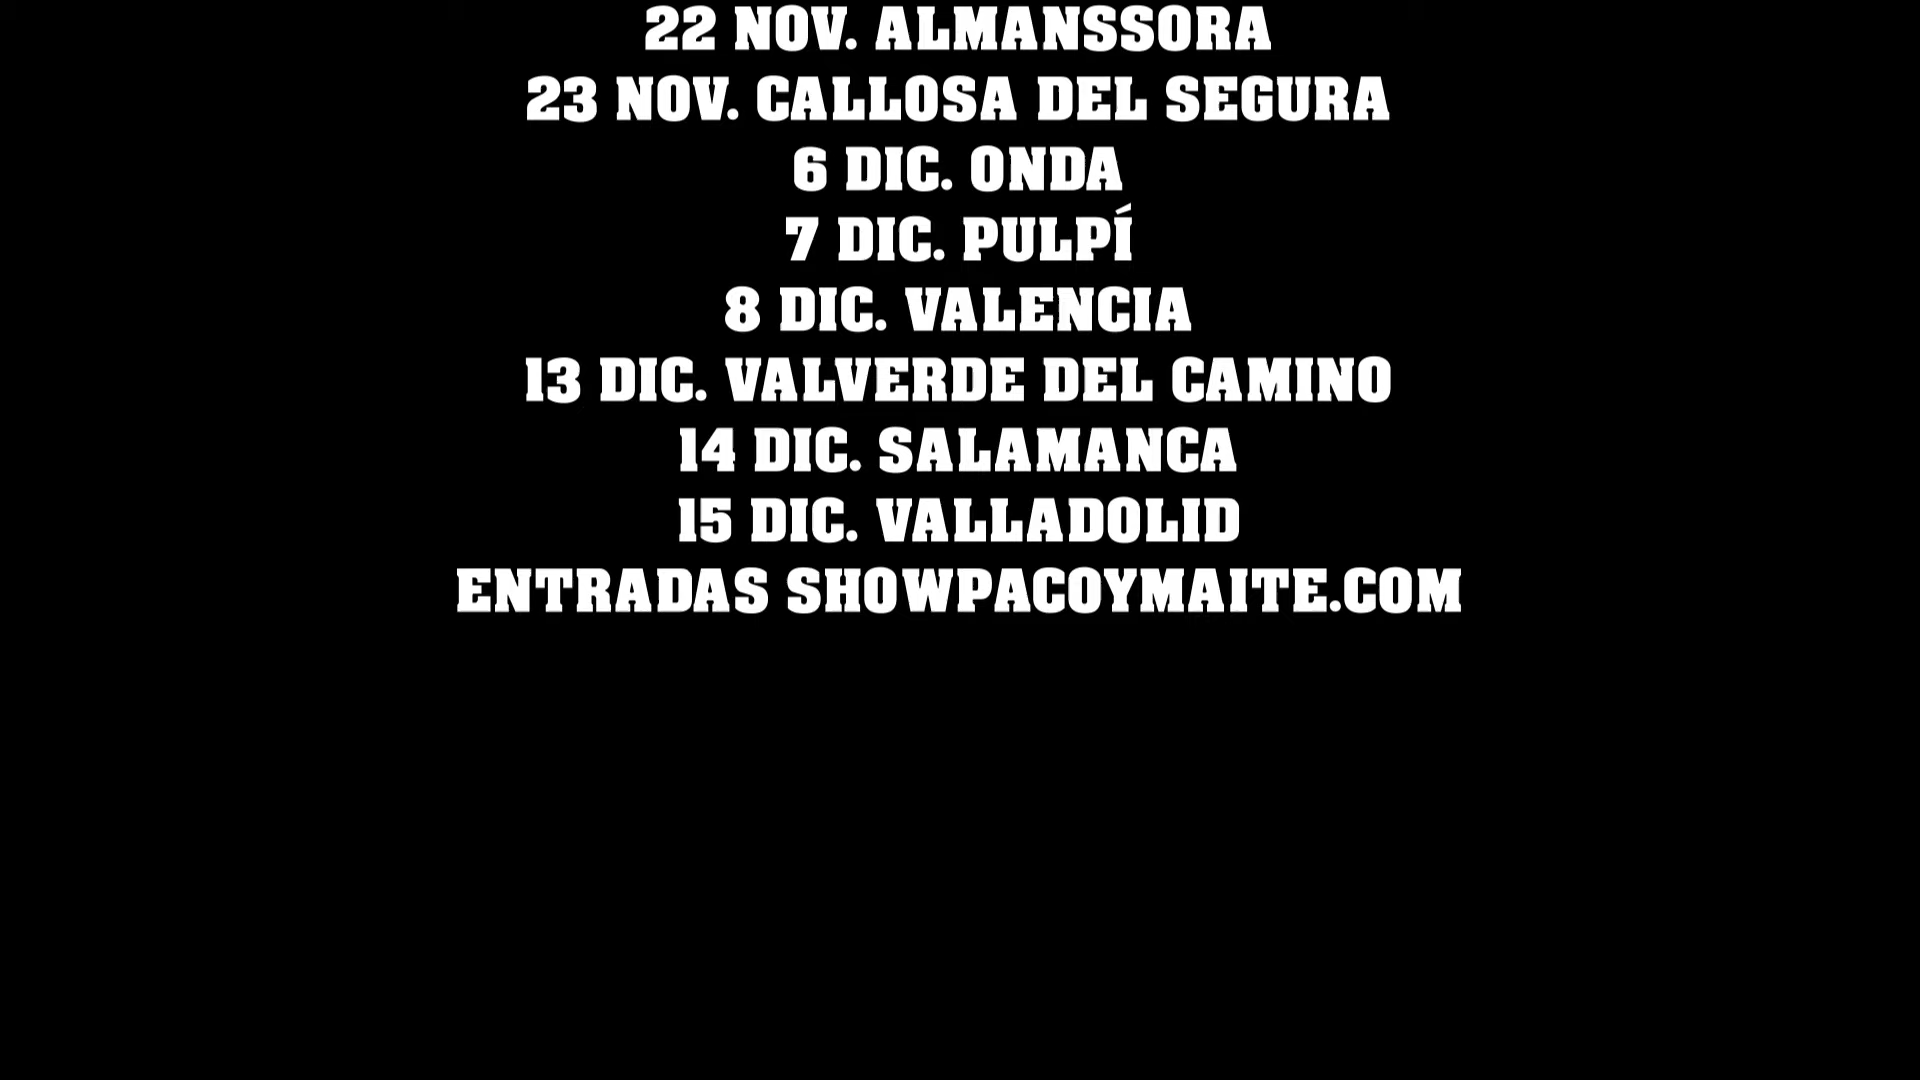 22 NOV. ALMANSSORA
23 NOV. CALLOSA DEL SEGURA
6 DIC. ONDA
7 DIC. PULPÍ
8 DIC. VALENCIA
13 DIC. VALVERDE DEL CAMINO
14 DIC. SALAMANCA
15 DIC. VALLADOLID
ENTRADAS SHOWPACOYMAITE.COM